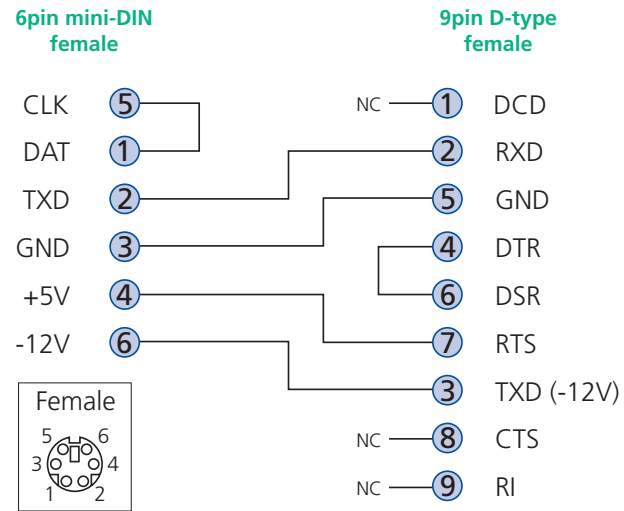 6pin mini-DIN
female
9pin D-type
female
CLK 5 NC 1 DCD
DAT 1 2 RXD
TXD 2 5 GND
GND 3 4 DTR
+5V 4 6 DSR
-12V 6 7 RTS
3 TXD (-12V)
NC 8 CTS
NC 9 RI
Female
5 6
3 4
1 2